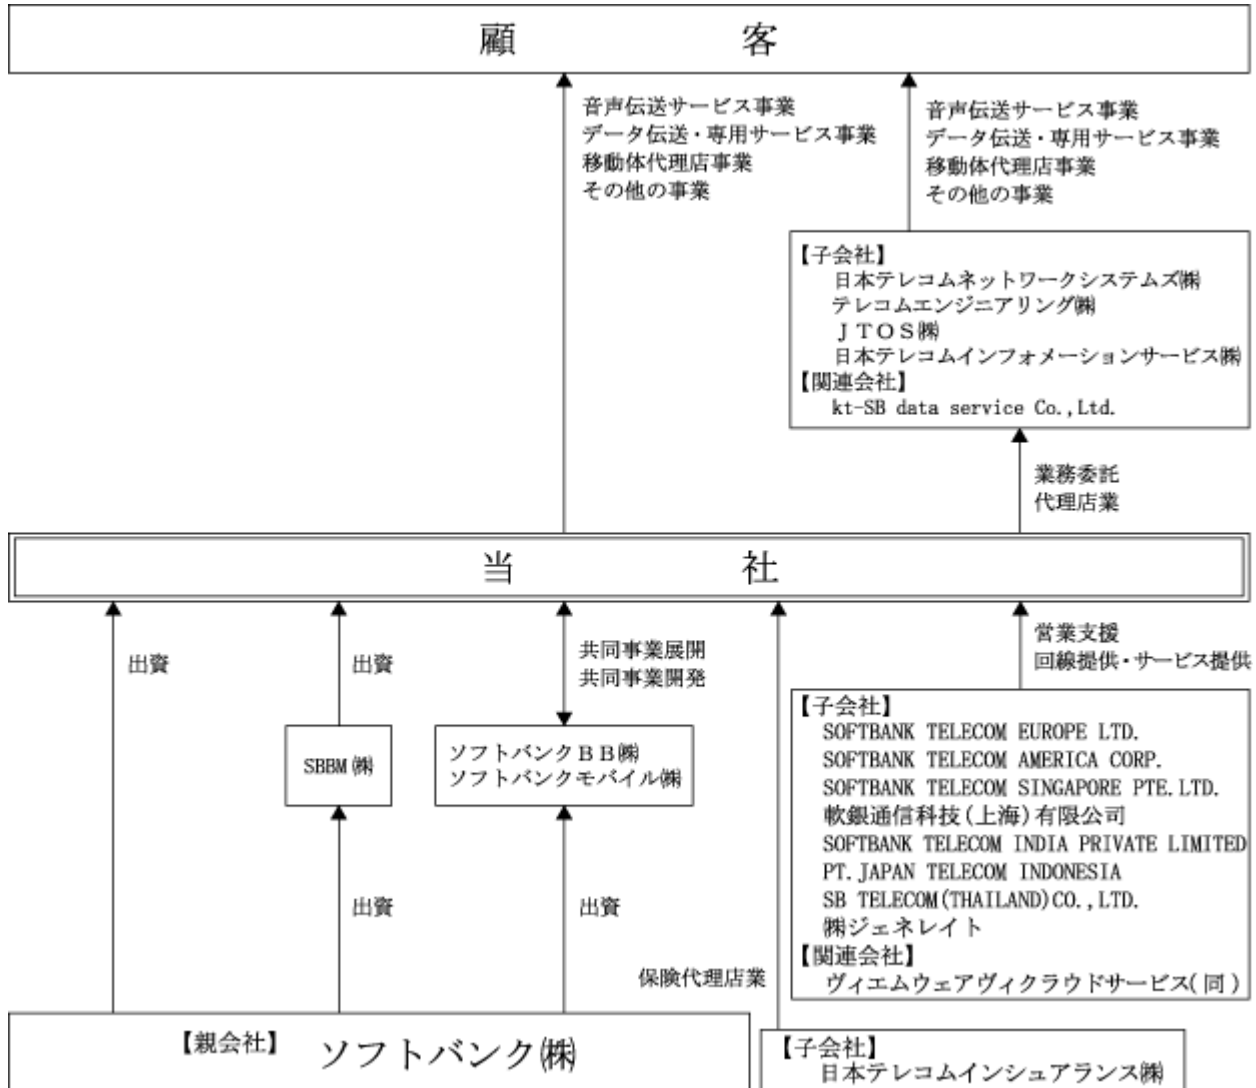 顧客
音声伝送サービス事業
データ伝送・専用サービス事業
移動体代理店事業
その他の事業
音声伝送サービス事業
データ伝送・専用サービス事業
移動体代理店事業
その他の事業
【子会社】
日本テレコムネットワークシステムズ㈱
テレコムエンジニアリング㈱
ＪＴＯＳ㈱
日本テレコムインフォメーションサービス㈱
【関連会社】
kt-SB data service Co.,Ltd.
業務委託
代理店業
当社
出資
出資
共同事業展開
共同事業開発
営業支援
回線提供・サービス提供
SBBM㈱
ソフトバンクＢＢ㈱
ソフトバンクモバイル㈱
【子会社】
SOFTBANK TELECOM EUROPE LTD.
SOFTBANK TELECOM AMERICA CORP.
SOFTBANK TELECOM SINGAPORE PTE.LTD.
軟銀通信科技(上海)有限公司
SOFTBANK TELECOM INDIA PRIVATE LIMITED
PT.JAPAN TELECOM INDONESIA
SB TELECOM(THAILAND)CO.,LTD.
㈱ジェネレイト
【関連会社】
ヴィエムウェアヴィクラウドサービス(同)
出資
出資
保険代理店業
【親会社】 ソフトバンク㈱
【子会社】
日本テレコムインシュアランス㈱